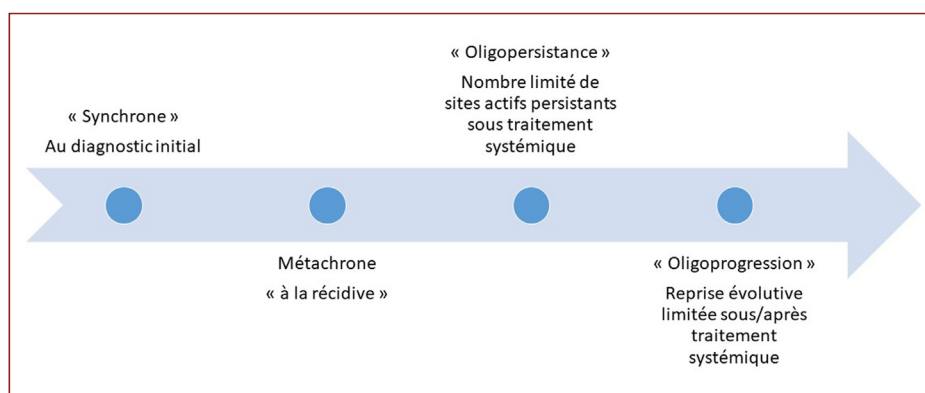 « Synchrone »
Au diagnostic initial
Métachrone
« à la récidive »
« Oligopersistance »
Nombre limité de
sites actifs persistants
sous traitement
systémique
« Oligoprogression »
Reprise évolutive
limitée sous/après
traitement
systémique